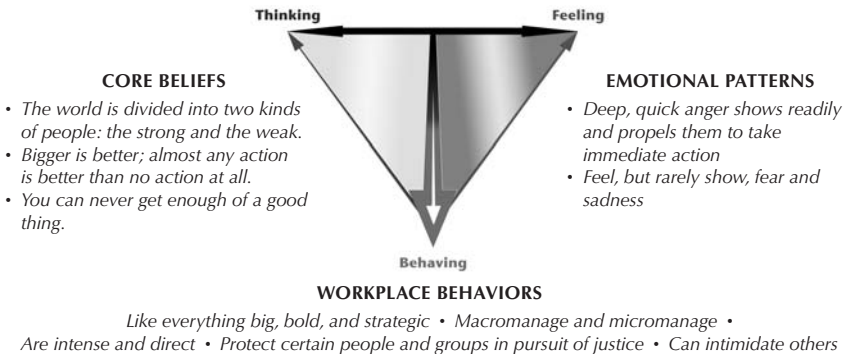 Thinking
Feeling
CORE BELIEFS
• The world is divided into two kinds
of people: the strong and the weak.
• Bigger is better; almost any action
is better than no action at all.
• You can never get enough of a good
thing.
EMOTIONAL PATTERNS
• Deep, quick anger shows readily
and propels them to take
immediate action
• Feel, but rarely show, fear and
sadness
Behaving
WORKPLACE BEHAVIORS
Like everything big, bold, and strategic • Macromanage and micromanage •
Are intense and direct • Protect certain people and groups in pursuit of justice • Can intimidate others